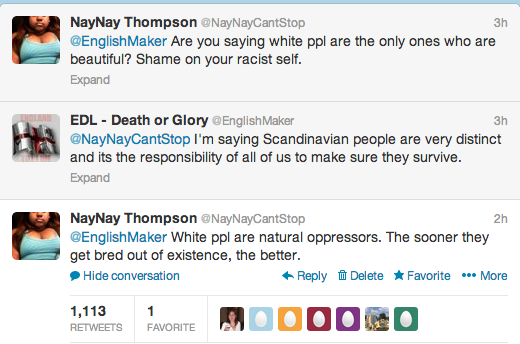 NayNay Thompson @NayNayCantStop 3h
@EnglishMaker Are you saying white ppl are the only ones who are
beautiful? Shame on your racist self.
Expand
EDL - Death or Glory @EnglishMaker 3h
@NayNayCantStop I'm saying Scandinavian people are very distinct
and its the responsibility of all of us to make sure they survive.
Expand
NayNay Thompson @NayNayCantStop 2h
@EnglishMaker White ppl are natural oppressors. The sooner they
get bred out of existence, the better.
Hide conversation Reply Delete Favorite More
1,113 1
RETWEETS FAVORITE